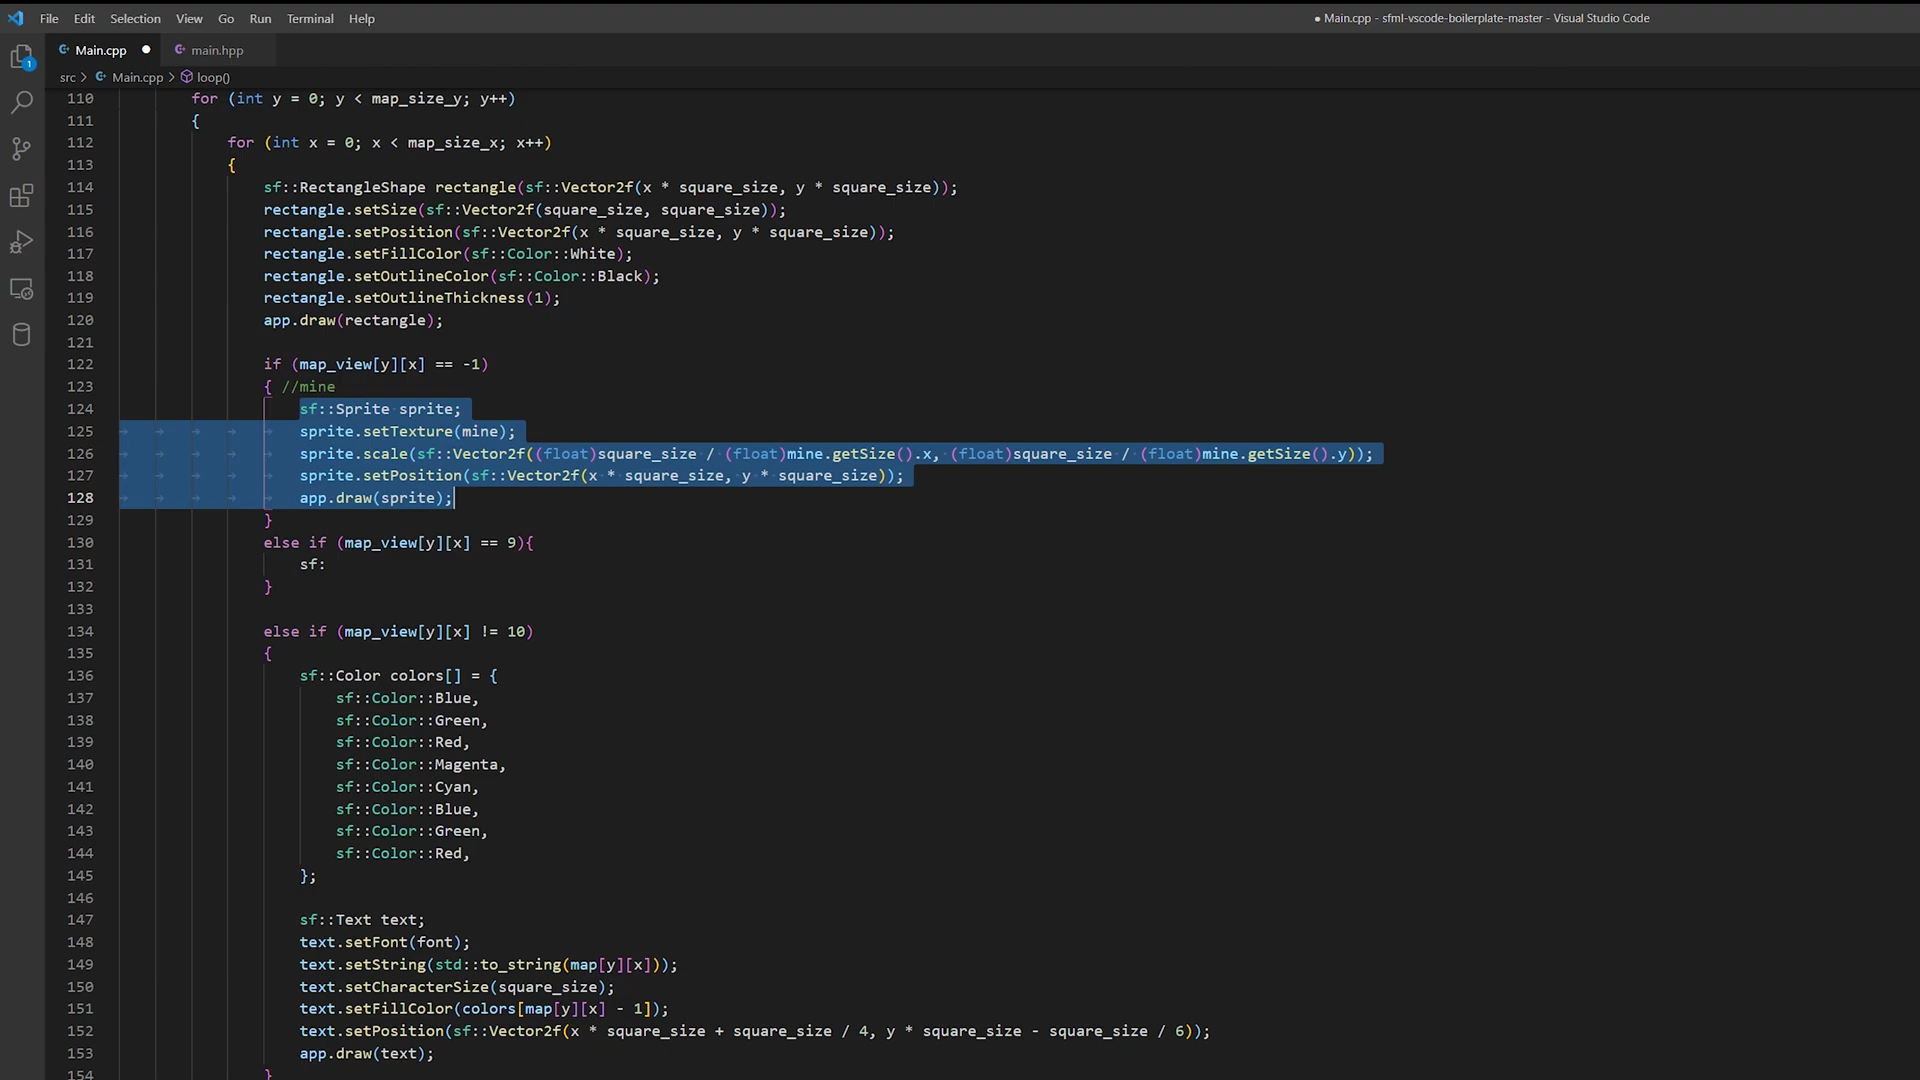 File Edit Selection View Go Run Terminal Help
● Main.cpp - sfml-vscode-boilerplate-master - Visual Studio Code
Main.cpp ● main.hpp
1
src > Main.cpp > loop()
110 for (int y = 0; y < map_size_y; y++)
111 {
112 for (int x = 0; x < map_size_x; x++)
113 {
114 sf::RectangleShape rectangle(sf::Vector2f(x * square_size, y * square_size));
115 rectangle.setSize(sf::Vector2f(square_size, square_size));
116 rectangle.setPosition(sf::Vector2f(x * square_size, y * square_size));
117 rectangle.setFillColor(sf::Color::White);
118 rectangle.setOutlineColor(sf::Color::Black);
119 rectangle.setOutlineThickness(1);
120 app.draw(rectangle);
121
122 if (map_view[y][x] == -1)
123 { //mine
124 sf::Sprite sprite;
125 sprite.setTexture(mine);
126 sprite.scale(sf::Vector2f((float)square_size / (float)mine.getSize().x, (float)square_size / (float)mine.getSize().y));
127 sprite.setPosition(sf::Vector2f(x * square_size, y * square_size));
128 app.draw(sprite);
129 }
130 else if (map_view[y][x] == 9){
131 sf:
132 }
133
134 else if (map_view[y][x] != 10)
135 {
136 sf::Color colors[] = {
137 sf::Color::Blue,
138 sf::Color::Green,
139 sf::Color::Red,
140 sf::Color::Magenta,
141 sf::Color::Cyan,
142 sf::Color::Blue,
143 sf::Color::Green,
144 sf::Color::Red,
145 };
146
147 sf::Text text;
148 text.setFont(font);
149 text.setString(std::to_string(map[y][x]));
150 text.setCharacterSize(square_size);
151 text.setFillColor(colors[map[y][x] - 1]);
152 text.setPosition(sf::Vector2f(x * square_size + square_size / 4, y * square_size - square_size / 6));
153 app.draw(text);
154 }